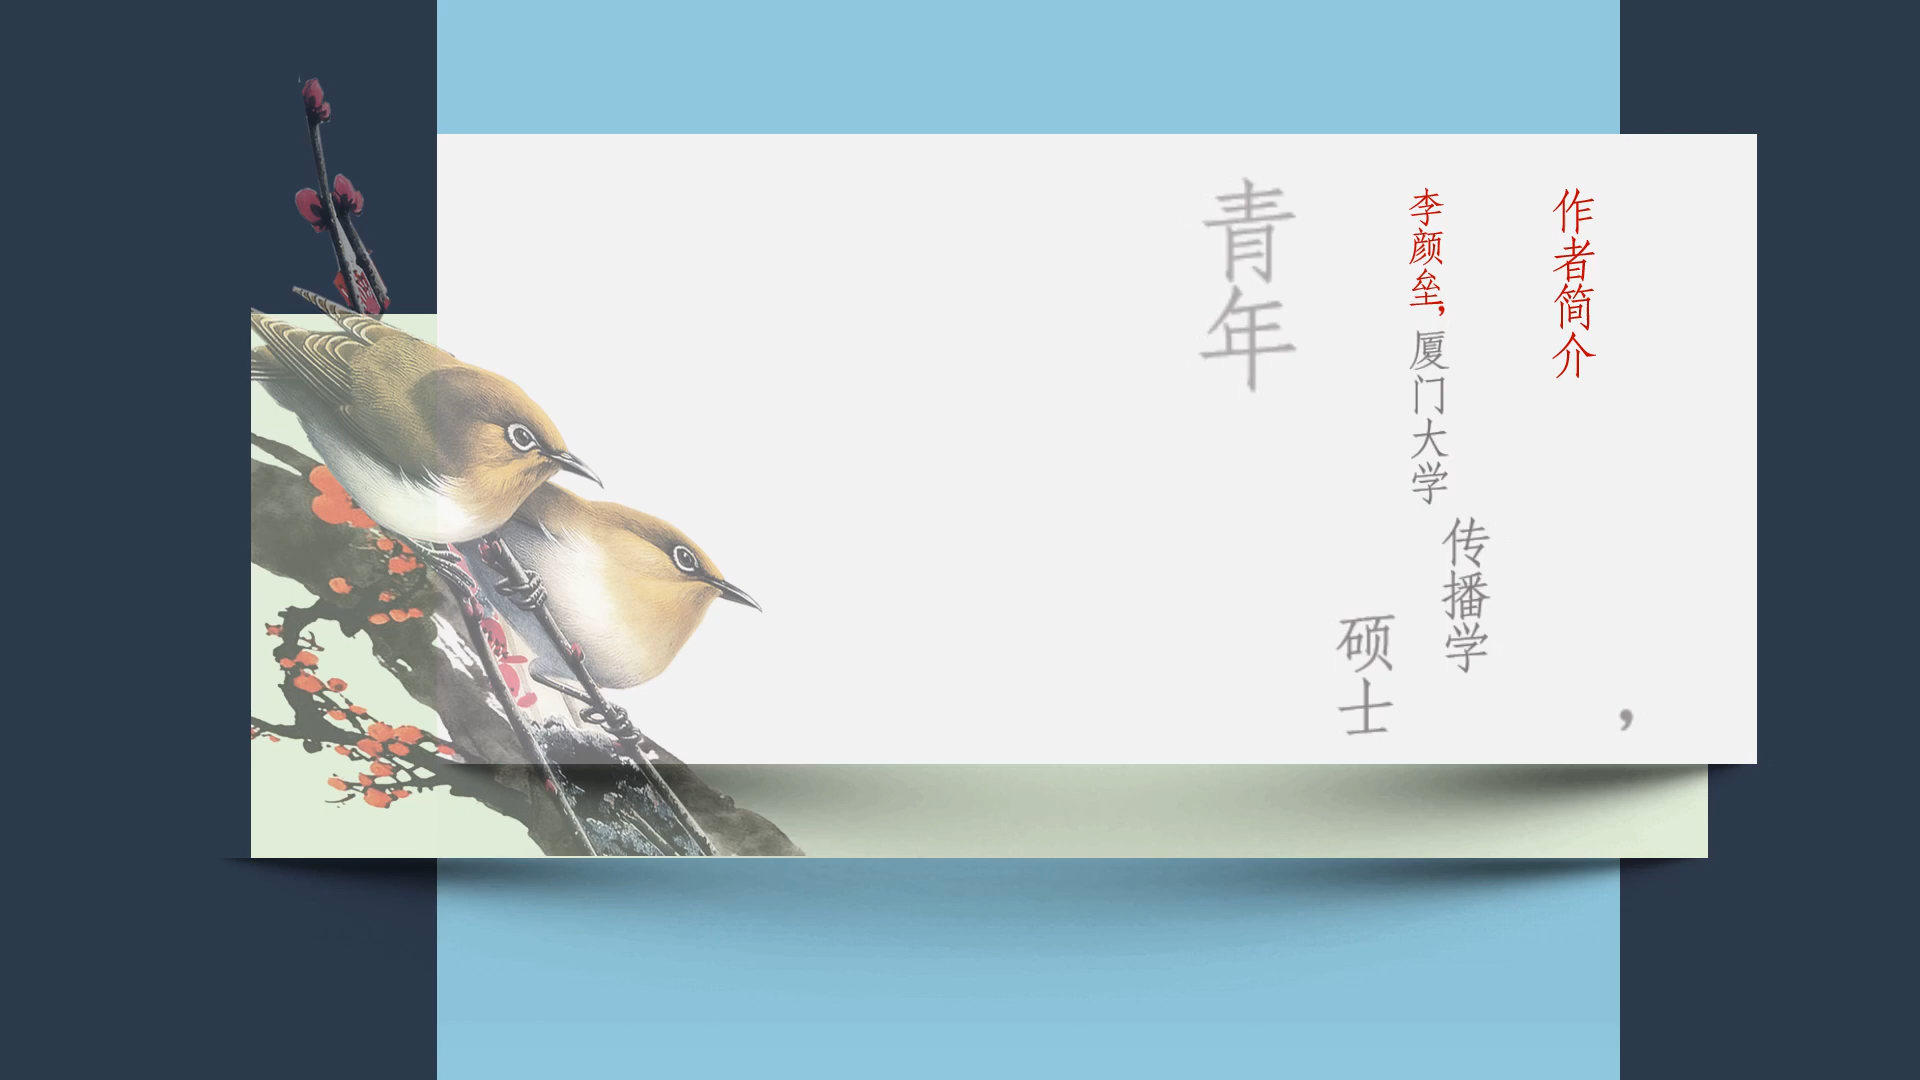 作者简介
李颜垒,厦门大学
传播学
硕士
,
青年